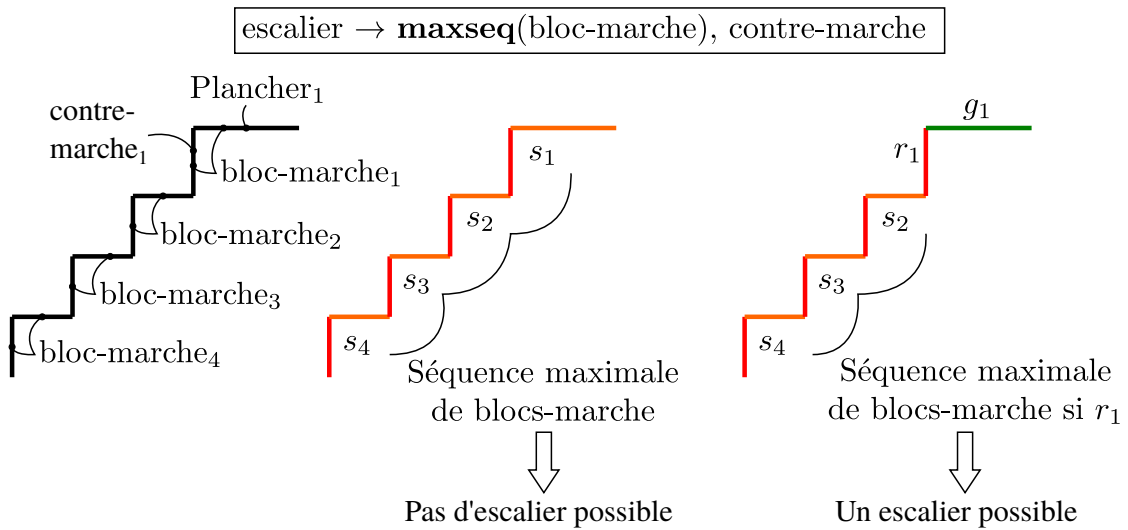 escalier → maxseq(bloc-marche), contre-marche
Plancher₁
contre-
marche₁
bloc-marche₁
bloc-marche₂
bloc-marche₃
bloc-marche₄
s₁
s₂
s₃
s₄
Séquence maximale
de blocs-marche
Pas d'escalier possible
g₁
r₁
s₂
s₃
s₄
Séquence maximale
de blocs-marche si r₁
Un escalier possible